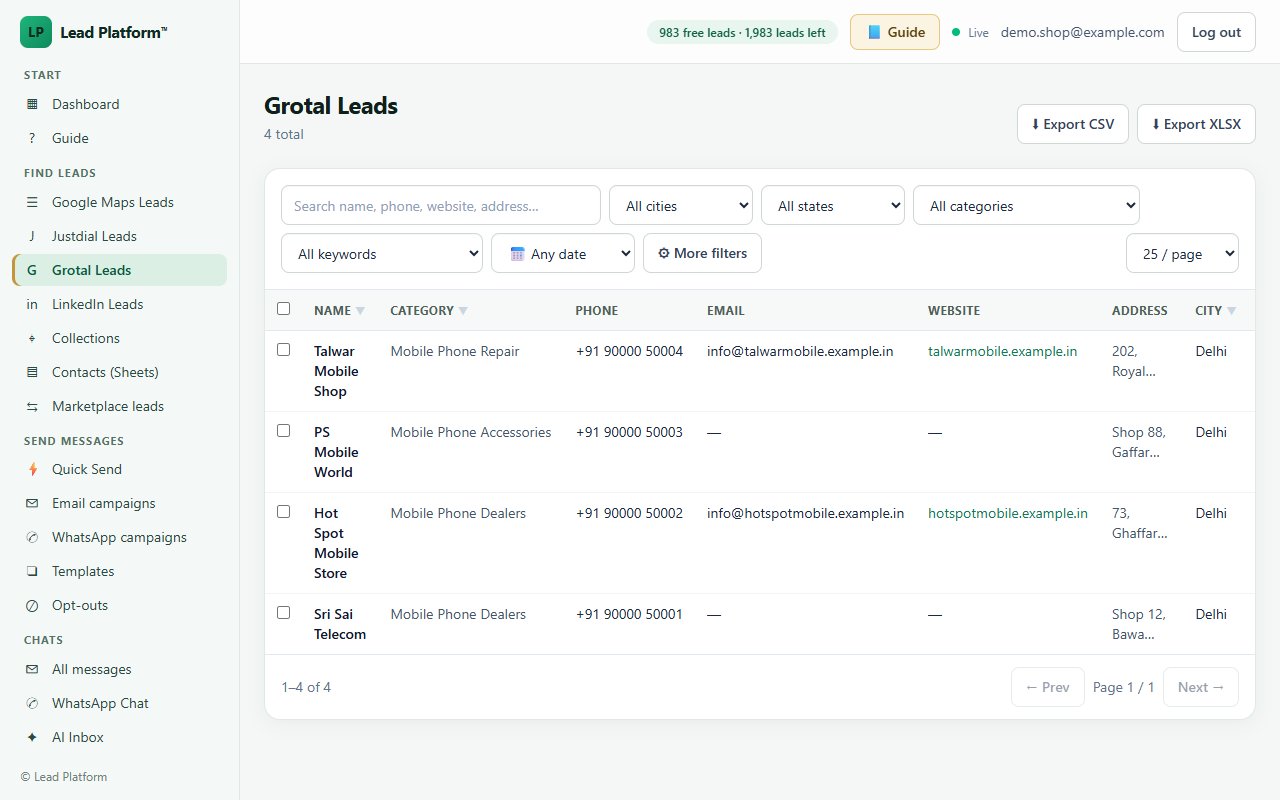 LP Lead Platform™
START
Dashboard
? Guide
FIND LEADS
Google Maps Leads
J Justdial Leads
G Grotal Leads
in LinkedIn Leads
Collections
Contacts (Sheets)
Marketplace leads
SEND MESSAGES
Quick Send
Email campaigns
WhatsApp campaigns
Templates
Opt-outs
CHATS
All messages
WhatsApp Chat
AI Inbox
© Lead Platform
983 free leads · 1,983 leads left
Guide
Live
demo.shop@example.com
Log out
Grotal Leads
4 total
Export CSV
Export XLSX
Search name, phone, website, address...
All cities
All states
All categories
All keywords
Any date
More filters
25 / page
NAME CATEGORY PHONE EMAIL WEBSITE ADDRESS CITY
Talwar Mobile Phone Repair +91 90000 50004 info@talwarmobile.example.in talwarmobile.example.in 202, Delhi
Mobile Royal...
Shop
PS Mobile Phone Accessories +91 90000 50003 — — Shop 88, Delhi
Mobile Gaffar...
World
Hot Mobile Phone Dealers +91 90000 50002 info@hotspotmobile.example.in hotspotmobile.example.in 73, Delhi
Spot Ghaffar...
Mobile
Store
Sri Sai Mobile Phone Dealers +91 90000 50001 — — Shop 12, Delhi
Telecom Bawa...
1–4 of 4
← Prev
Page 1 / 1
Next →